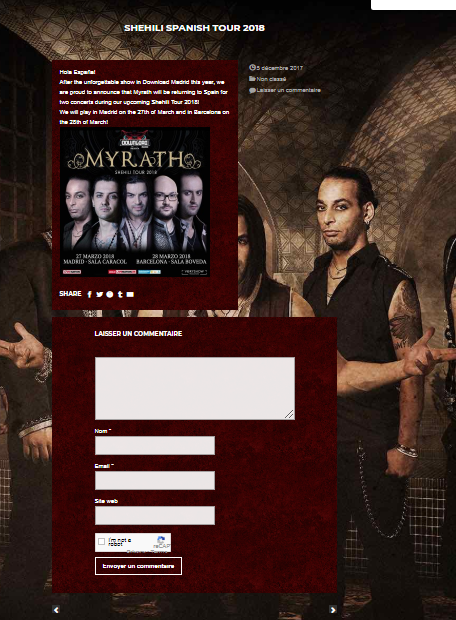 SHEHILI SPANISH TOUR 2018
Hola España!
After the unforgettable show in Download Madrid this year, we
are proud to announce that Myrath will be returning to Spain for
two concerts during our upcoming Shehili Tour 2018!
We will play in Madrid on the 27th of March and in Barcelona on
the 28th of March!
5 décembre 2017
Non classé
Laisser un commentaire
DOWNLOAD
MYRATH
SHEHILI TOUR 2018
27 MARZO 2018
MADRID - SALA CARACOL
28 MARZO 2018
BARCELONA - SALA BOVEDA
SHARE
LAISSER UN COMMENTAIRE
Nom *
Email *
Site web
I'm not a
robot
Envoyer un commentaire